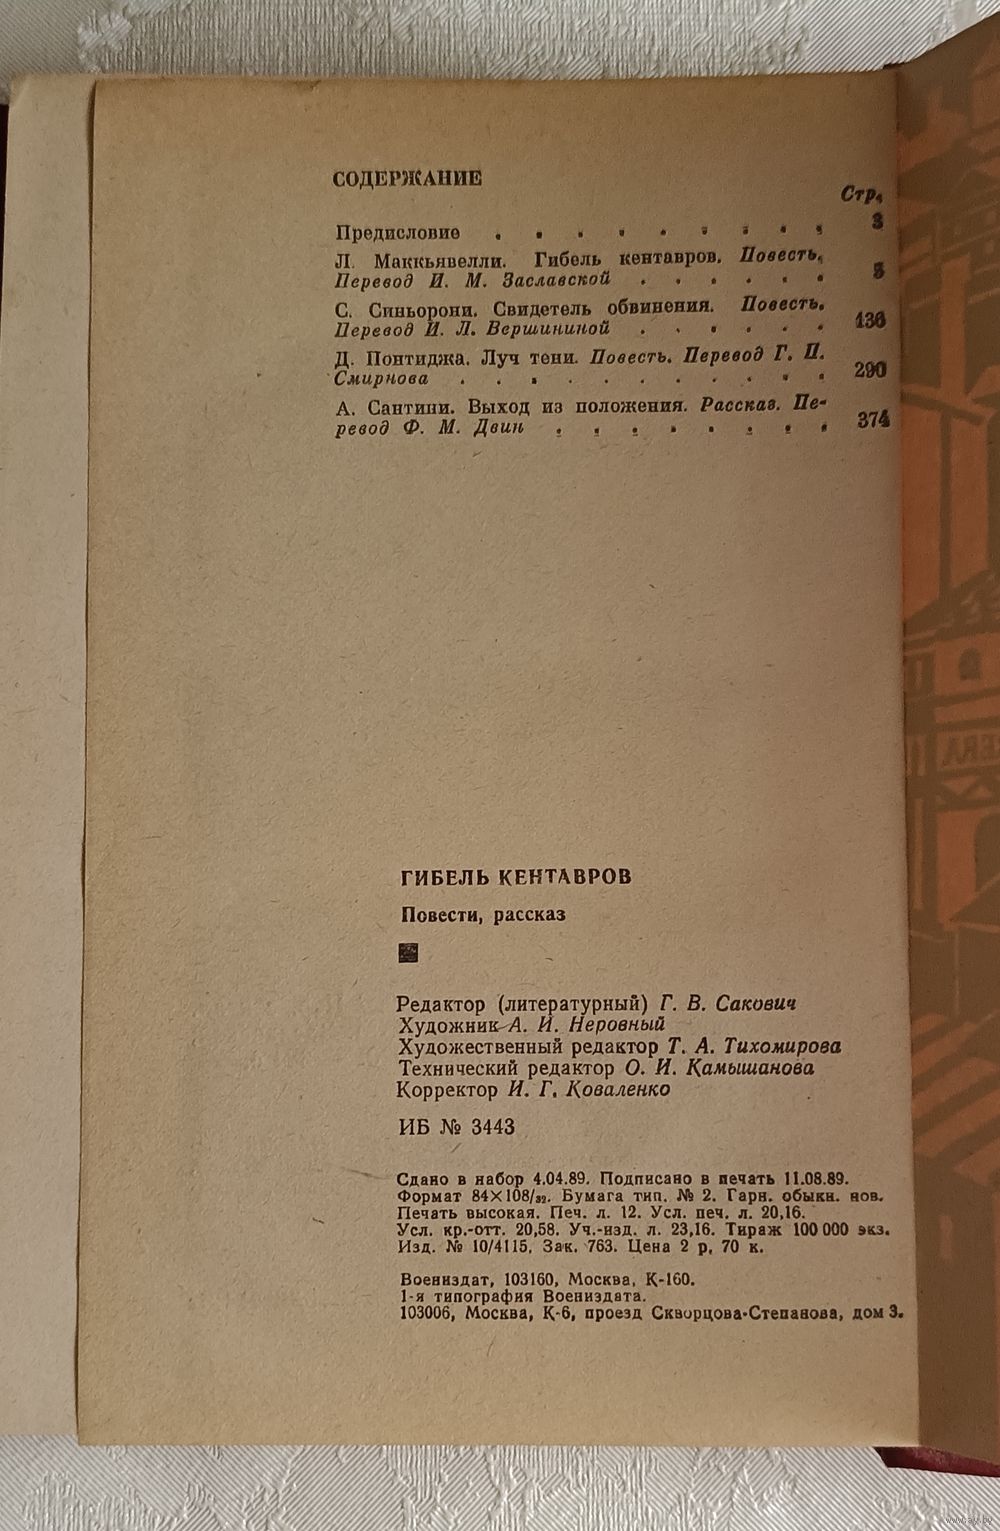 СОДЕРЖАНИЕ
Стр.
Предисловие . . . . . . . . . 3
Л. Маккьявелли. Гибель кентавров. Повесть.
Перевод И. М. Заславской . . . . . . 5
С. Синьорони. Свидетель обвинения. Повесть.
Перевод И. Л. Вершининой . . . . . . 136
Д. Понтиджа. Луч тени. Повесть. Перевод Г. П.
Смирнова . . . . . . . . . . 290
А. Сантини. Выход из положения. Рассказ. Пе-
ревод Ф. М. Двин . . . . . . . . 374
ГИБЕЛЬ КЕНТАВРОВ
Повести, рассказ
Редактор (литературный) Г. В. Сакович
Художник А. И. Неровный
Художественный редактор Т. А. Тихомирова
Технический редактор О. И. Камышанова
Корректор И. Г. Коваленко
ИБ № 3443
Сдано в набор 4.04.89. Подписано в печать 11.08.89.
Формат 84×108/32. Бумага тип. № 2. Гарн. обыкн. нов.
Печать высокая. Печ. л. 12. Усл. печ. л. 20,16.
Усл. кр.-отт. 20,58. Уч.-изд. л. 23,16. Тираж 100 000 экз.
Изд. № 10/4115. Зак. 763. Цена 2 р. 70 к.
Воениздат, 103160, Москва, К-160.
1-я типография Воениздата.
103006, Москва, К-6, проезд Скворцова-Степанова, дом 3.
ERA
www.ay.by